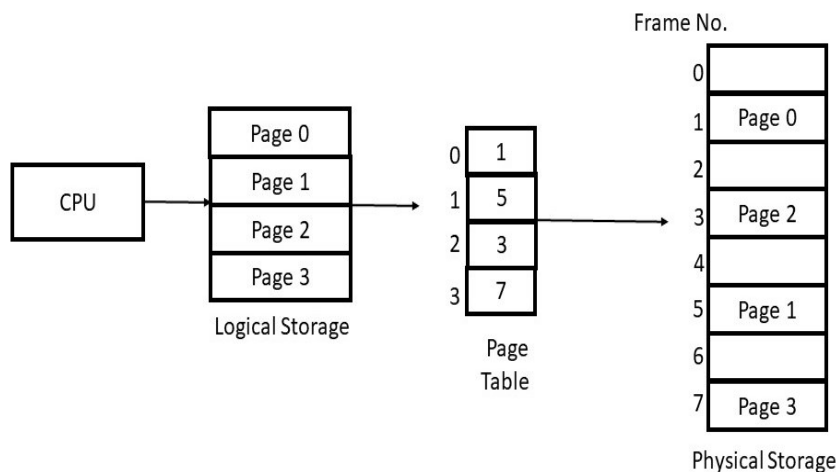 Frame No.
0
1 Page 0
2
3 Page 2
4
5 Page 1
6
7 Page 3
Physical Storage
CPU
Page 0
Page 1
Page 2
Page 3
Logical Storage
0 1
1 5
2 3
3 7
Page
Table